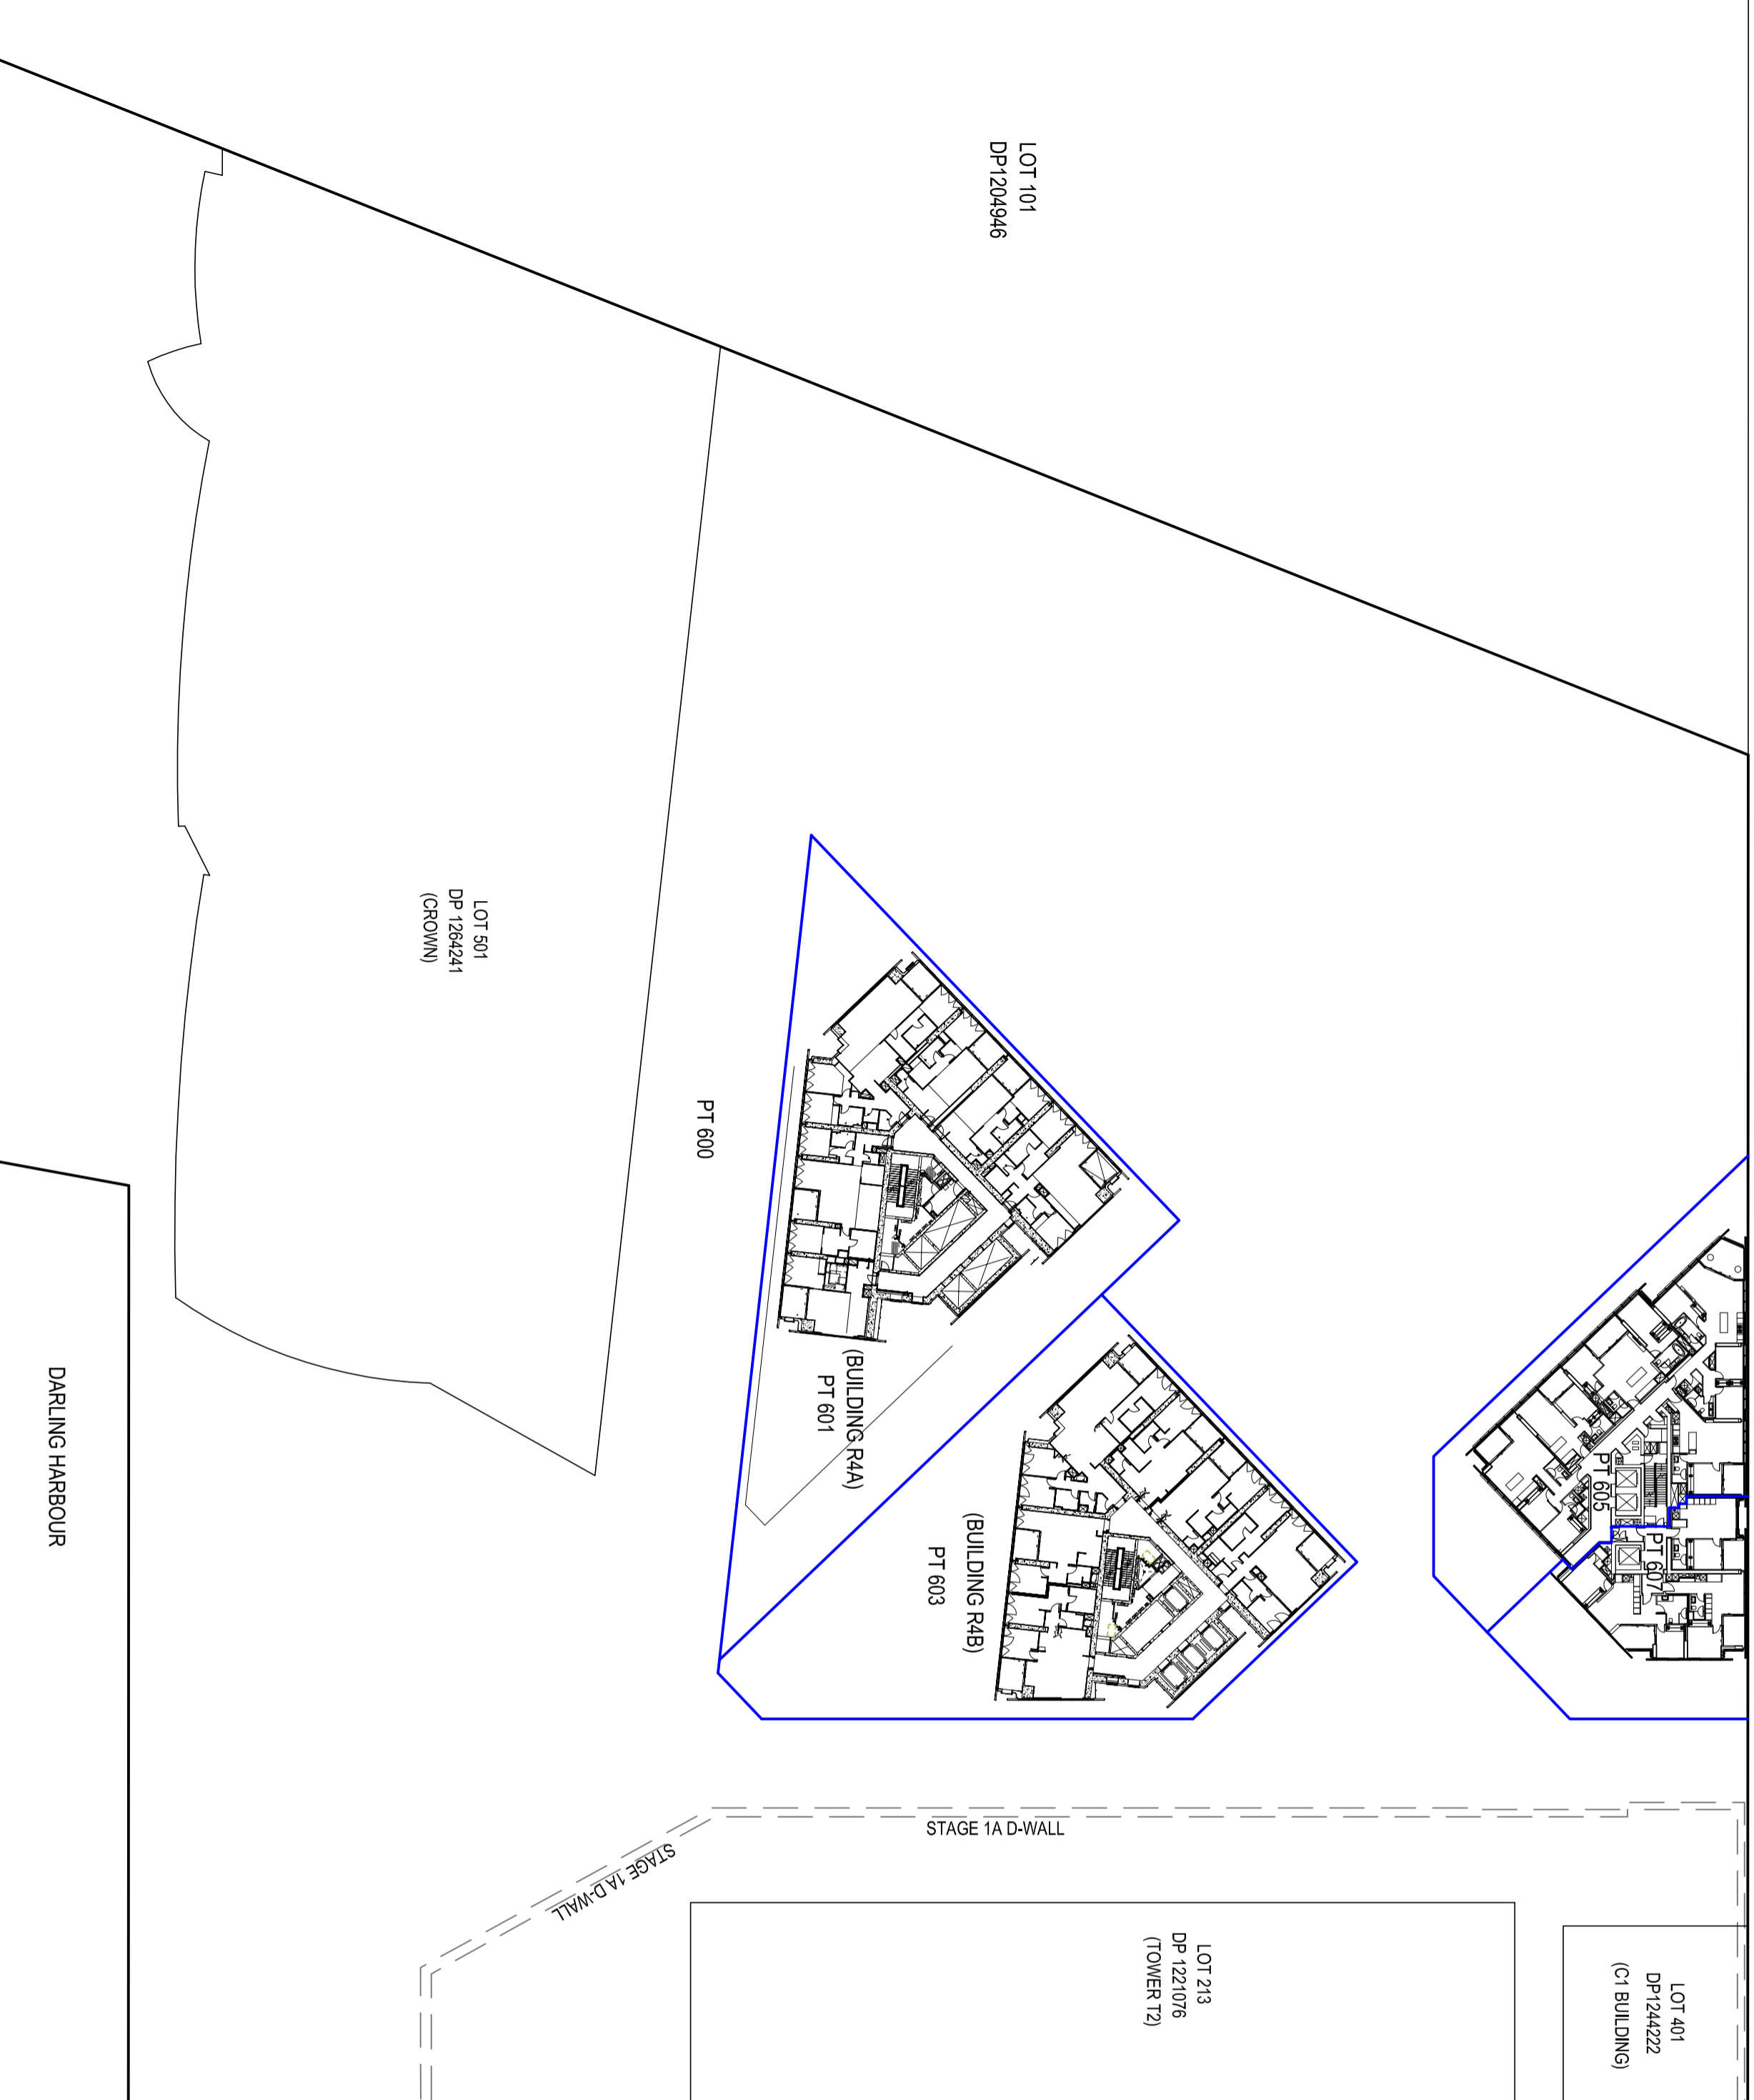 LOT 101
DP1204946
LOT 501
DP 1264241
(CROWN)
PT 600
(BUILDING R4A)
PT 601
(BUILDING R4B)
PT 603
PT 605
PT 607
DARLING HARBOUR
STAGE 1A D-WALL
STAGE 1A D-WALL
LOT 213
DP 1221076
(TOWER T2)
LOT 401
DP1244222
(C1 BUILDING)